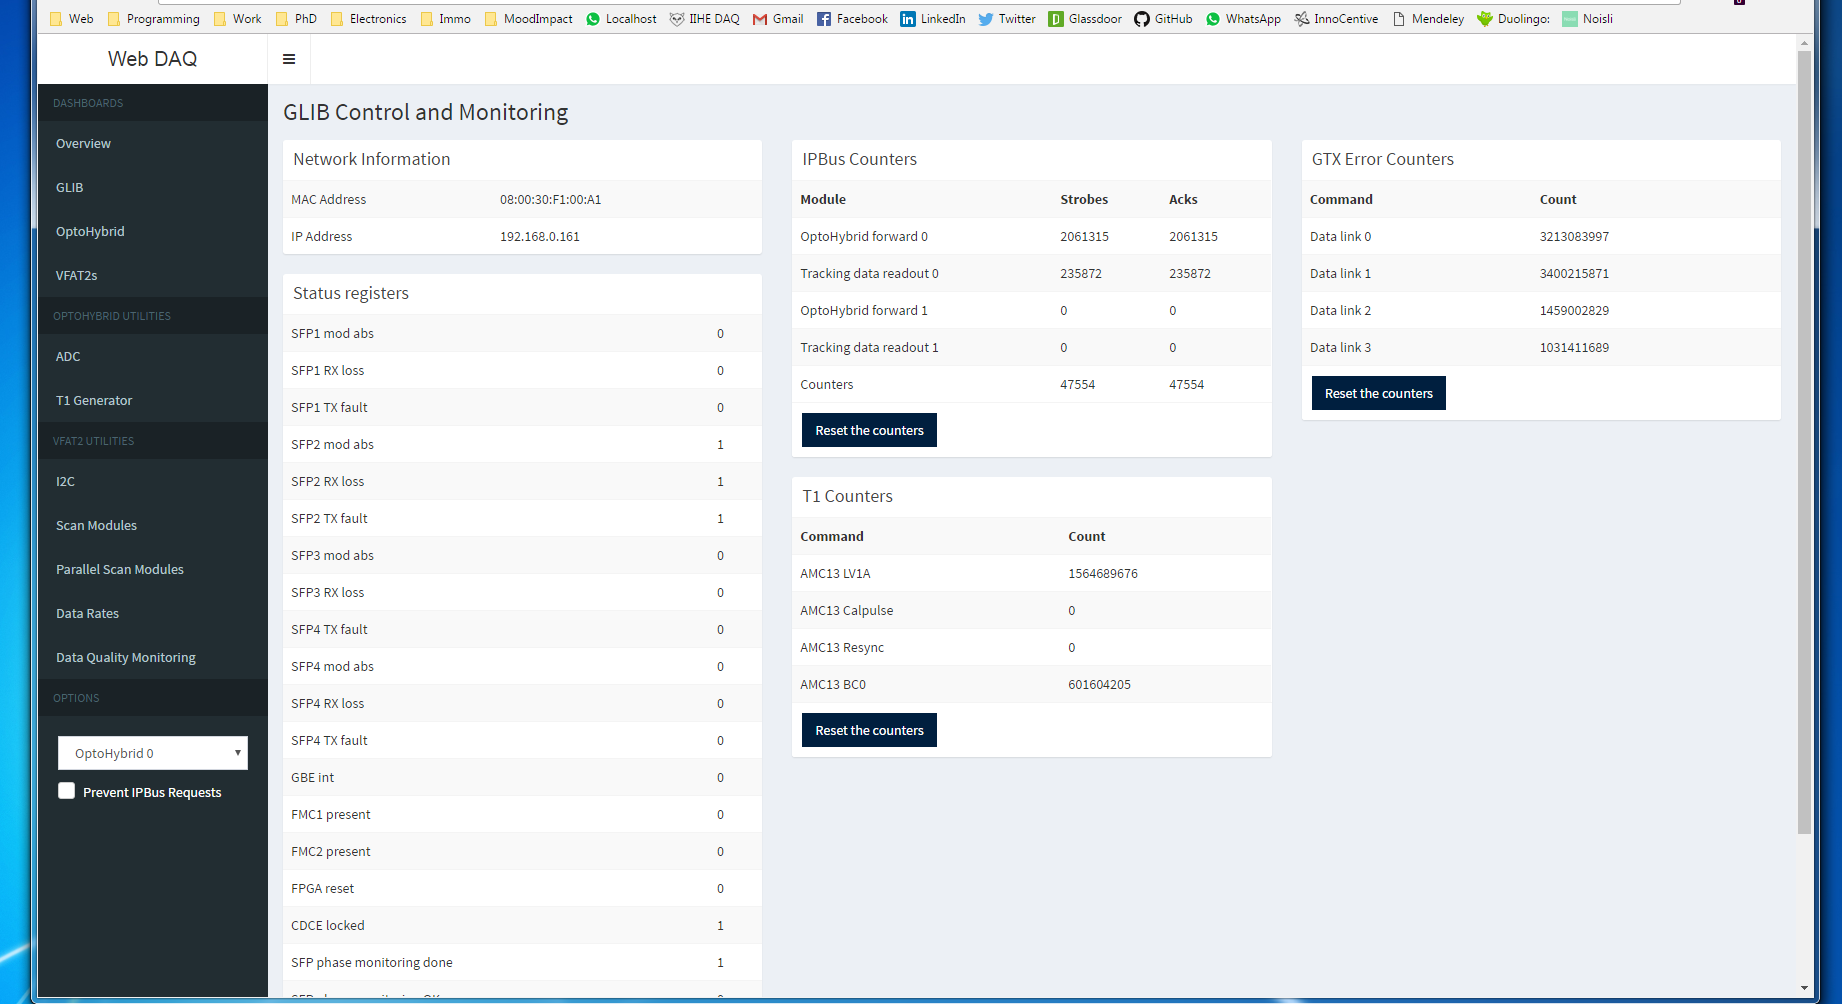 Web Programming Work PhD Electronics Immo MoodImpact Localhost IIHE DAQ Gmail Facebook LinkedIn Twitter Glassdoor GitHub WhatsApp InnoCentive Mendeley Duolingo: Noisli
Web DAQ
DASHBOARDS
Overview
GLIB
OptoHybrid
VFAT2s
OPTOHYBRID UTILITIES
ADC
T1 Generator
VFAT2 UTILITIES
I2C
Scan Modules
Parallel Scan Modules
Data Rates
Data Quality Monitoring
OPTIONS
OptoHybrid 0
Prevent IPBus Requests
GLIB Control and Monitoring
Network Information
MAC Address 08:00:30:F1:00:A1
IP Address 192.168.0.161
Status registers
SFP1 mod abs 0
SFP1 RX loss 0
SFP1 TX fault 0
SFP2 mod abs 1
SFP2 RX loss 1
SFP2 TX fault 1
SFP3 mod abs 0
SFP3 RX loss 0
SFP4 TX fault 0
SFP4 mod abs 0
SFP4 RX loss 0
SFP4 TX fault 0
GBE int 0
FMC1 present 0
FMC2 present 0
FPGA reset 0
CDCE locked 1
SFP phase monitoring done 1
IPBus Counters
Module Strobes Acks
OptoHybrid forward 0 2061315 2061315
Tracking data readout 0 235872 235872
OptoHybrid forward 1 0 0
Tracking data readout 1 0 0
Counters 47554 47554
Reset the counters
T1 Counters
Command Count
AMC13 LV1A 1564689676
AMC13 Calpulse 0
AMC13 Resync 0
AMC13 BC0 601604205
Reset the counters
GTX Error Counters
Command Count
Data link 0 3213083997
Data link 1 3400215871
Data link 2 1459002829
Data link 3 1031411689
Reset the counters